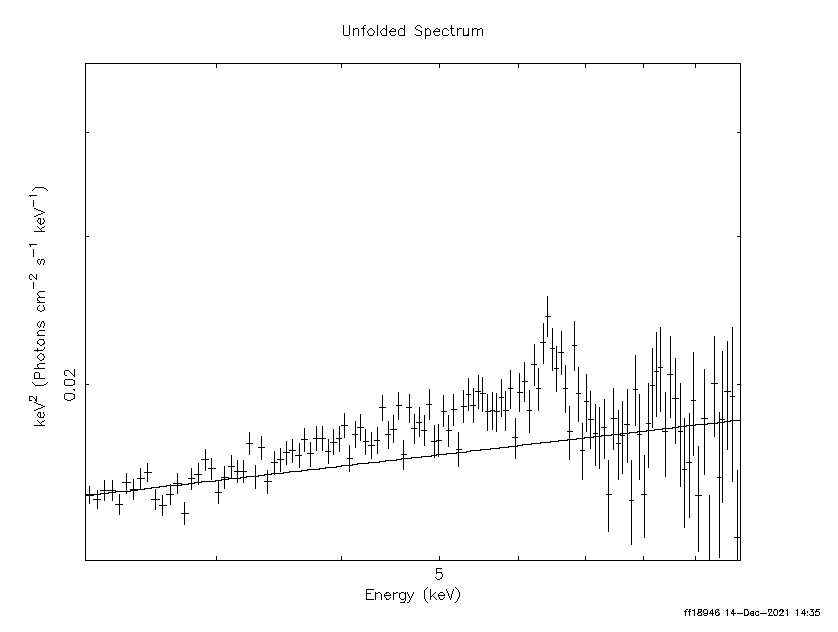 Unfolded Spectrum
keV² (Photons cm⁻² s⁻¹ keV⁻¹)
0.02
5
Energy (keV)
ff18946 14-Dec-2021 14:35